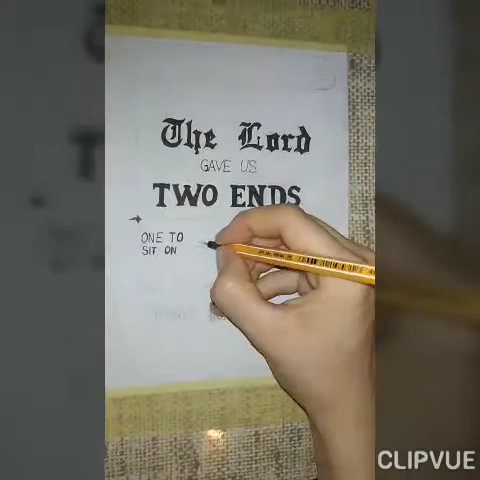 The Lord
GAVE US
TWO ENDS
ONE TO
SIT ON
CLIPVUE